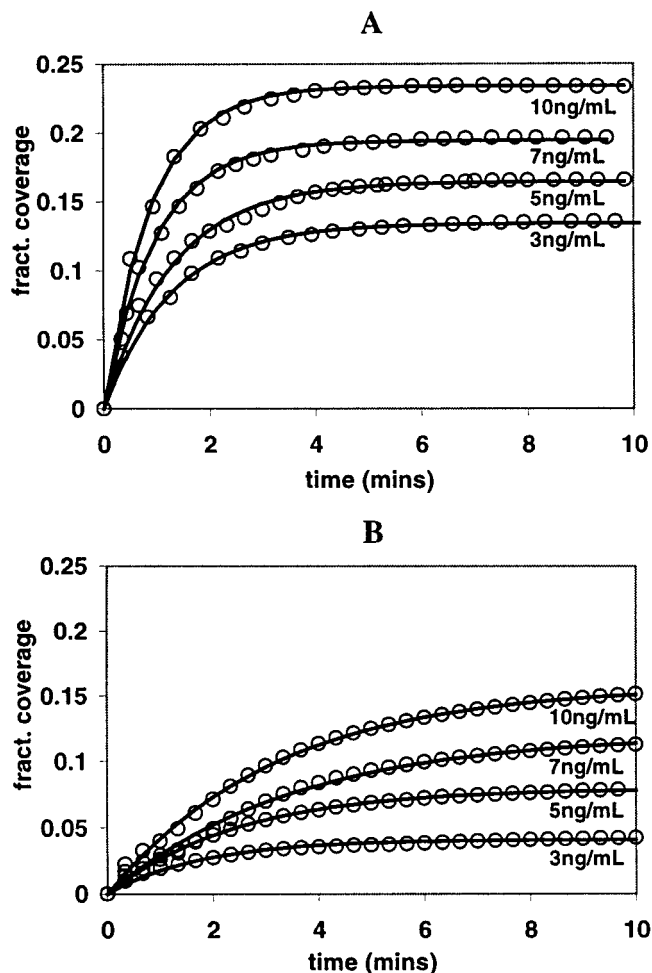 A
0.25
0.2
0.15
0.1
0.05
0
fract. coverage
10ng/mL
7ng/mL
5ng/mL
3ng/mL
0 2 4 6 8 10
time (mins)
B
0.25
0.2
0.15
0.1
0.05
0
fract. coverage
10ng/mL
7ng/mL
5ng/mL
3ng/mL
0 2 4 6 8 10
time (mins)